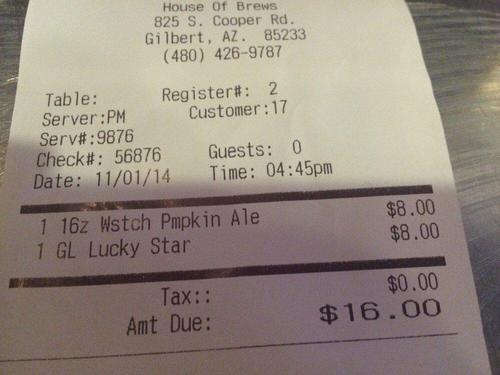 House Of Brews
825 S. Cooper Rd.
Gilbert, AZ. 85233
(480) 426-9787
Table: Register#: 2
Server:PM Customer:17
Serv#:9876
Check#: 56876 Guests: 0
Date: 11/01/14 Time: 04:45pm
1 16z Wstch Pmpkin Ale $8.00
1 GL Lucky Star $8.00
Tax:: $0.00
Amt Due: $16.00